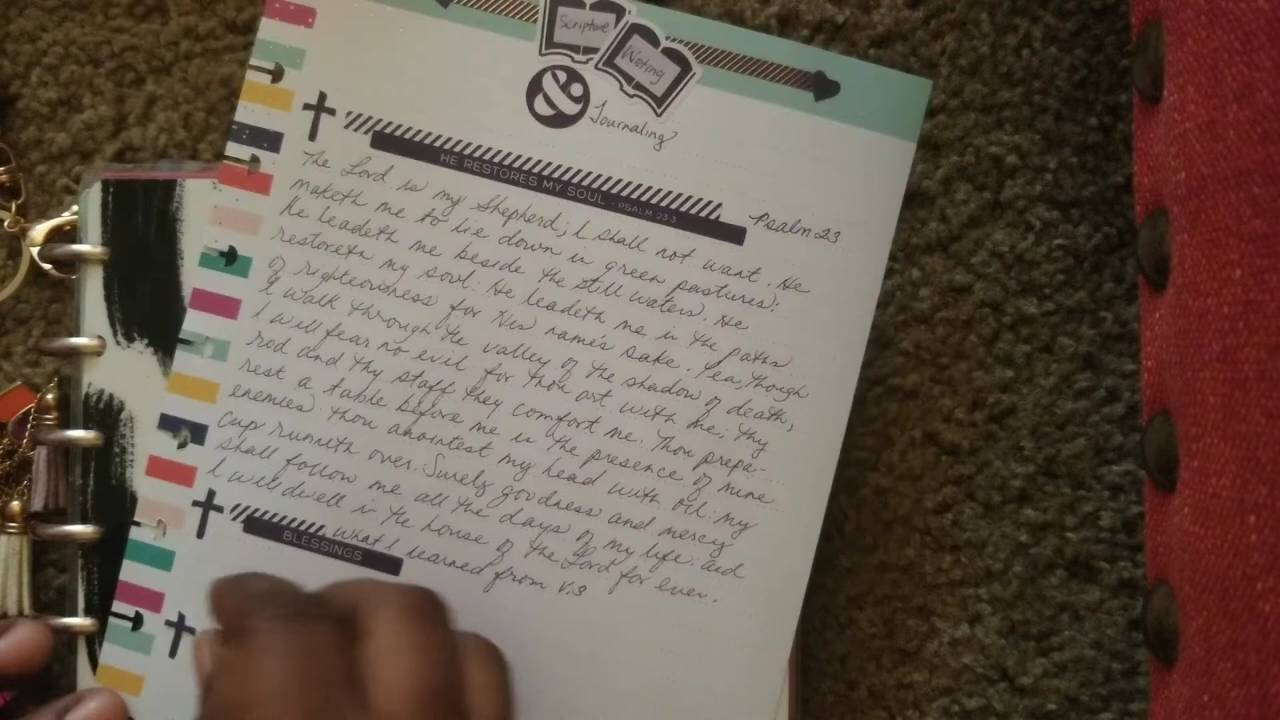 Scripture
Writing
&
Journaling
HE RESTORES MY SOUL - PSALM 23:3
Psalm 23
The Lord is my Shepherd; I shall not want. He
maketh me to lie down in green pastures:
He leadeth me beside the still waters. He
restoreth my soul: He leadeth me in the paths
of righteousness for His name's sake. Yea, though
I walk through the valley of the shadow of death,
I will fear no evil for thou art with me; thy
rod and thy staff they comfort me. Thou prepa-
rest a table before me in the presence of mine
enemies: thou anointest my head with oil: my
cup runneth over. Surely goodness and mercy
shall follow me all the days of my life: and
I will dwell in the house of the Lord for ever.
BLESSINGS
what I learned from v.3